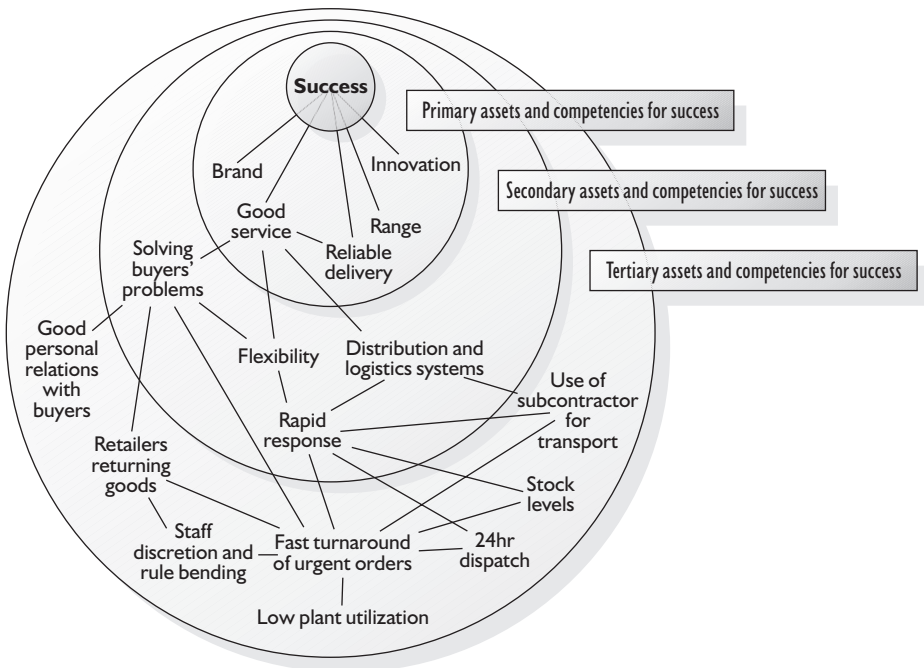 Success
Primary assets and competencies for success
Brand
Innovation
Secondary assets and competencies for success
Good
service
Range
Reliable
delivery
Solving
buyers’
problems
Tertiary assets and competencies for success
Good
personal
relations
with
buyers
Flexibility
Distribution and
logistics systems
Use of
subcontractor
for
transport
Rapid
response
Retailers
returning
goods
Stock
levels
Staff
discretion and
rule bending
Fast turnaround
of urgent orders
24hr
dispatch
Low plant utilization